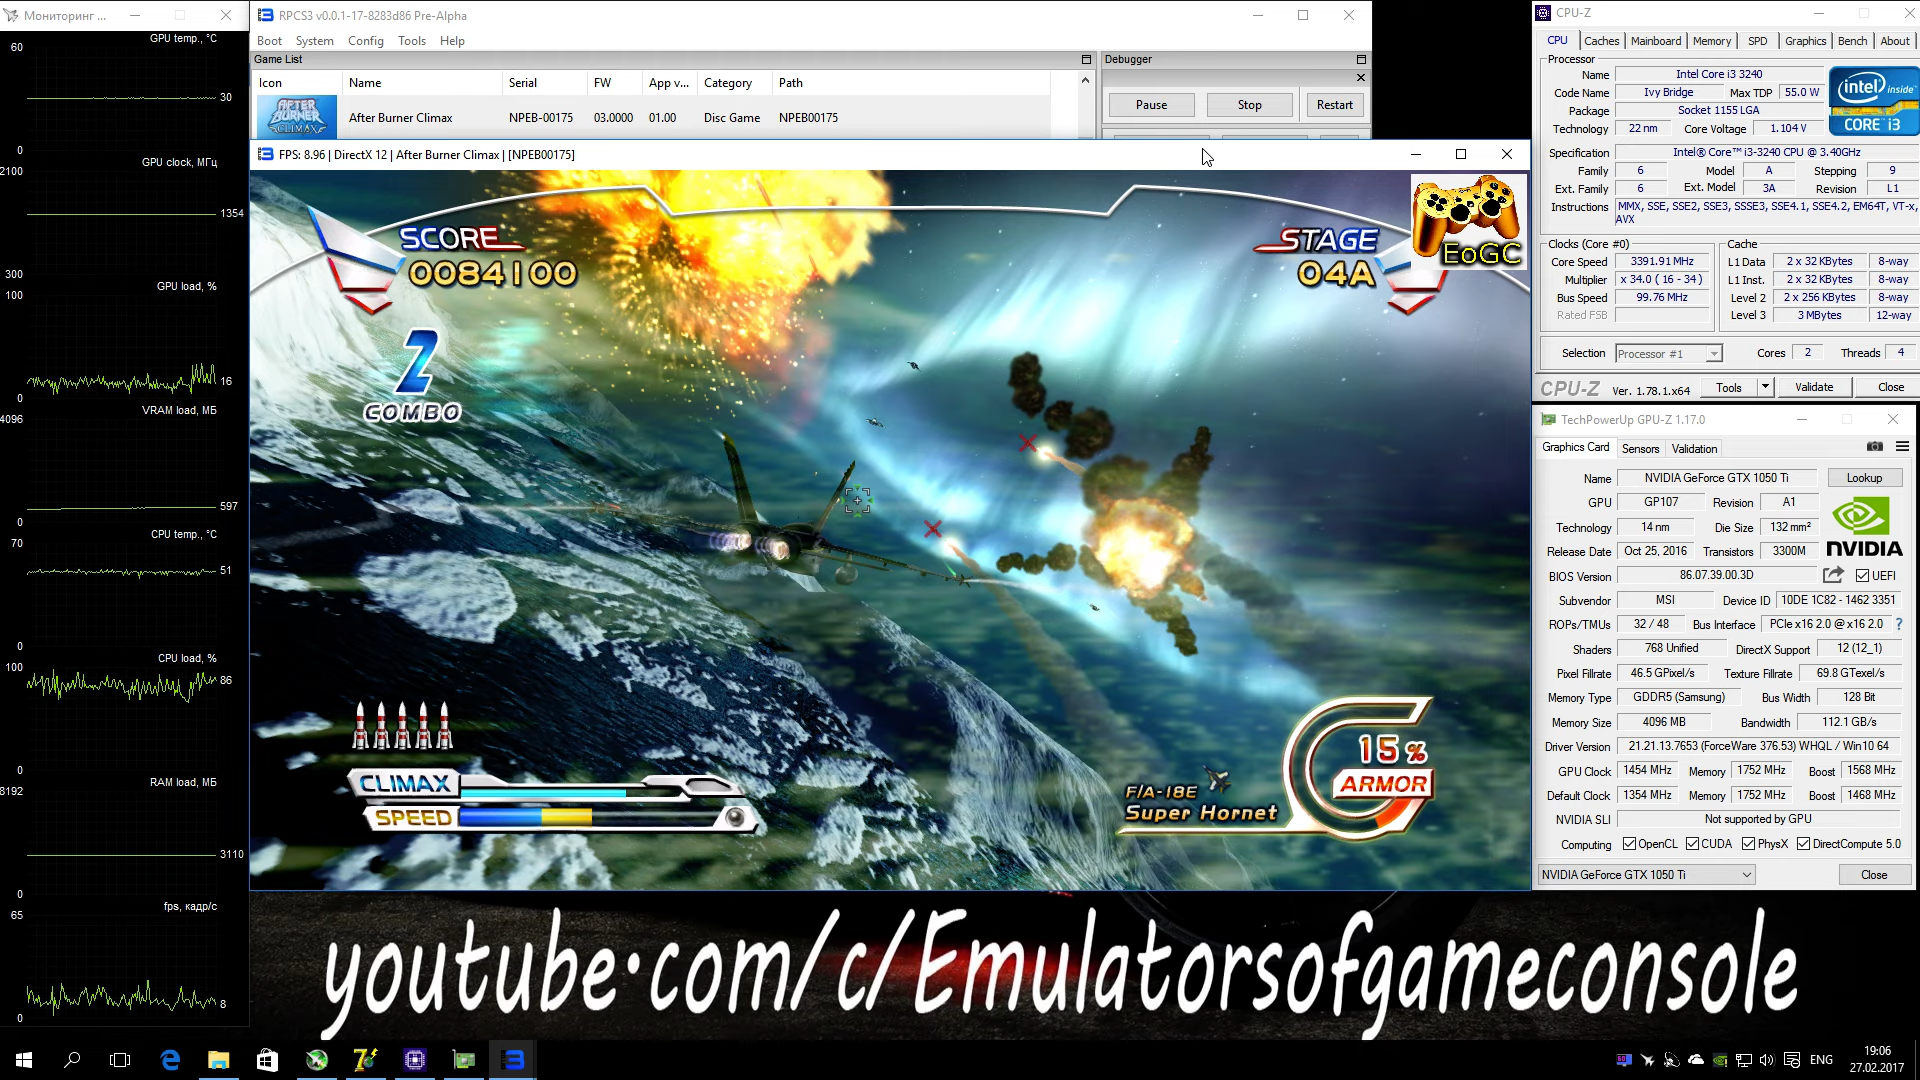 Мониторинг ...
GPU temp., °C
60
30
0
GPU clock, МГц
2100
1354
300
GPU load, %
100
16
0
VRAM load, МБ
4096
597
0
CPU temp., °C
70
51
0
CPU load, %
100
86
0
RAM load, МБ
8192
3110
0
fps, кадр/с
65
8
0
RPCS3 v0.0.1-17-8283d86 Pre-Alpha
Boot System Config Tools Help
Game List
Icon Name Serial FW App v... Category Path
AFTER BURNER CLIMAX
After Burner Climax NPEB-00175 03.0000 01.00 Disc Game NPEB00175
Debugger
Pause Stop Restart
FPS: 8.96 | DirectX 12 | After Burner Climax | [NPEB00175]
SCORE
0084100
2
COMBO
STAGE
04A
EoGC
CLIMAX
SPEED
F/A-18E
Super Hornet
15 %
ARMOR
youtube.com/c/Emulatorsofgameconsole
CPU-Z
CPU Caches Mainboard Memory SPD Graphics Bench About
Processor
Name Intel Core i3 3240
Code Name Ivy Bridge Max TDP 55.0 W
Package Socket 1155 LGA
Technology 22 nm Core Voltage 1.104 V
intel inside™
CORE i3
Specification Intel® Core™ i3-3240 CPU @ 3.40GHz
Family 6 Model A Stepping 9
Ext. Family 6 Ext. Model 3A Revision L1
Instructions MMX, SSE, SSE2, SSE3, SSSE3, SSE4.1, SSE4.2, EM64T, VT-x,
AVX
Clocks (Core #0)
Core Speed 3391.91 MHz
Multiplier x 34.0 ( 16 - 34 )
Bus Speed 99.76 MHz
Rated FSB
Cache
L1 Data 2 x 32 KBytes 8-way
L1 Inst. 2 x 32 KBytes 8-way
Level 2 2 x 256 KBytes 8-way
Level 3 3 MBytes 12-way
Selection Processor #1 Cores 2 Threads 4
CPU-Z Ver. 1.78.1.x64 Tools Validate Close
TechPowerUp GPU-Z 1.17.0
Graphics Card Sensors Validation
Name NVIDIA GeForce GTX 1050 Ti Lookup
GPU GP107 Revision A1
Technology 14 nm Die Size 132 mm²
Release Date Oct 25, 2016 Transistors 3300M
NVIDIA
BIOS Version 86.07.39.00.3D UEFI
Subvendor MSI Device ID 10DE 1C82 - 1462 3351
ROPs/TMUs 32 / 48 Bus Interface PCIe x16 2.0 @ x16 2.0 ?
Shaders 768 Unified DirectX Support 12 (12_1)
Pixel Fillrate 46.5 GPixel/s Texture Fillrate 69.8 GTexel/s
Memory Type GDDR5 (Samsung) Bus Width 128 Bit
Memory Size 4096 MB Bandwidth 112.1 GB/s
Driver Version 21.21.13.7653 (ForceWare 376.53) WHQL / Win10 64
GPU Clock 1454 MHz Memory 1752 MHz Boost 1568 MHz
Default Clock 1354 MHz Memory 1752 MHz Boost 1468 MHz
NVIDIA SLI Not supported by GPU
Computing OpenCL CUDA PhysX DirectCompute 5.0
NVIDIA GeForce GTX 1050 Ti Close
ENG
19:06
27.02.2017